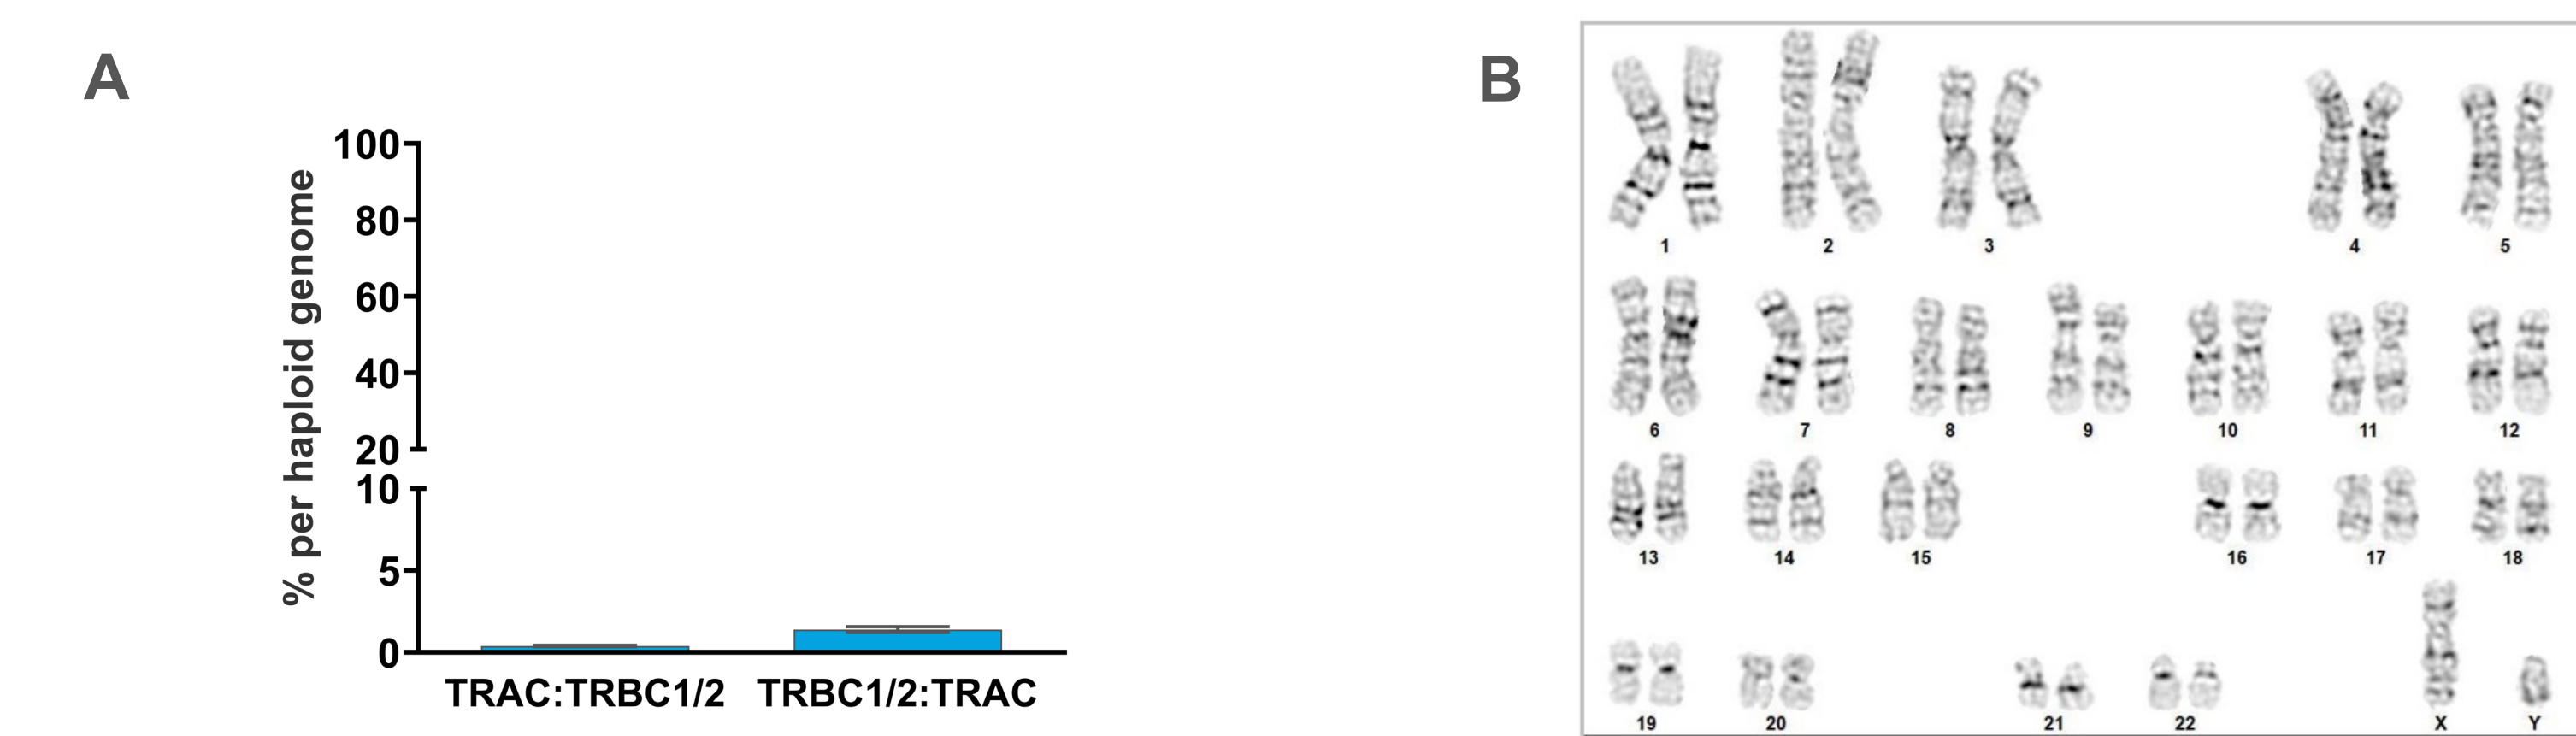 A
B
% per haploid genome
100
80
60
40
20
10
5
0
TRAC:TRBC1/2 TRBC1/2:TRAC
1 2 3 4 5
6 7 8 9 10 11 12
13 14 15 16 17 18
19 20 21 22 X Y